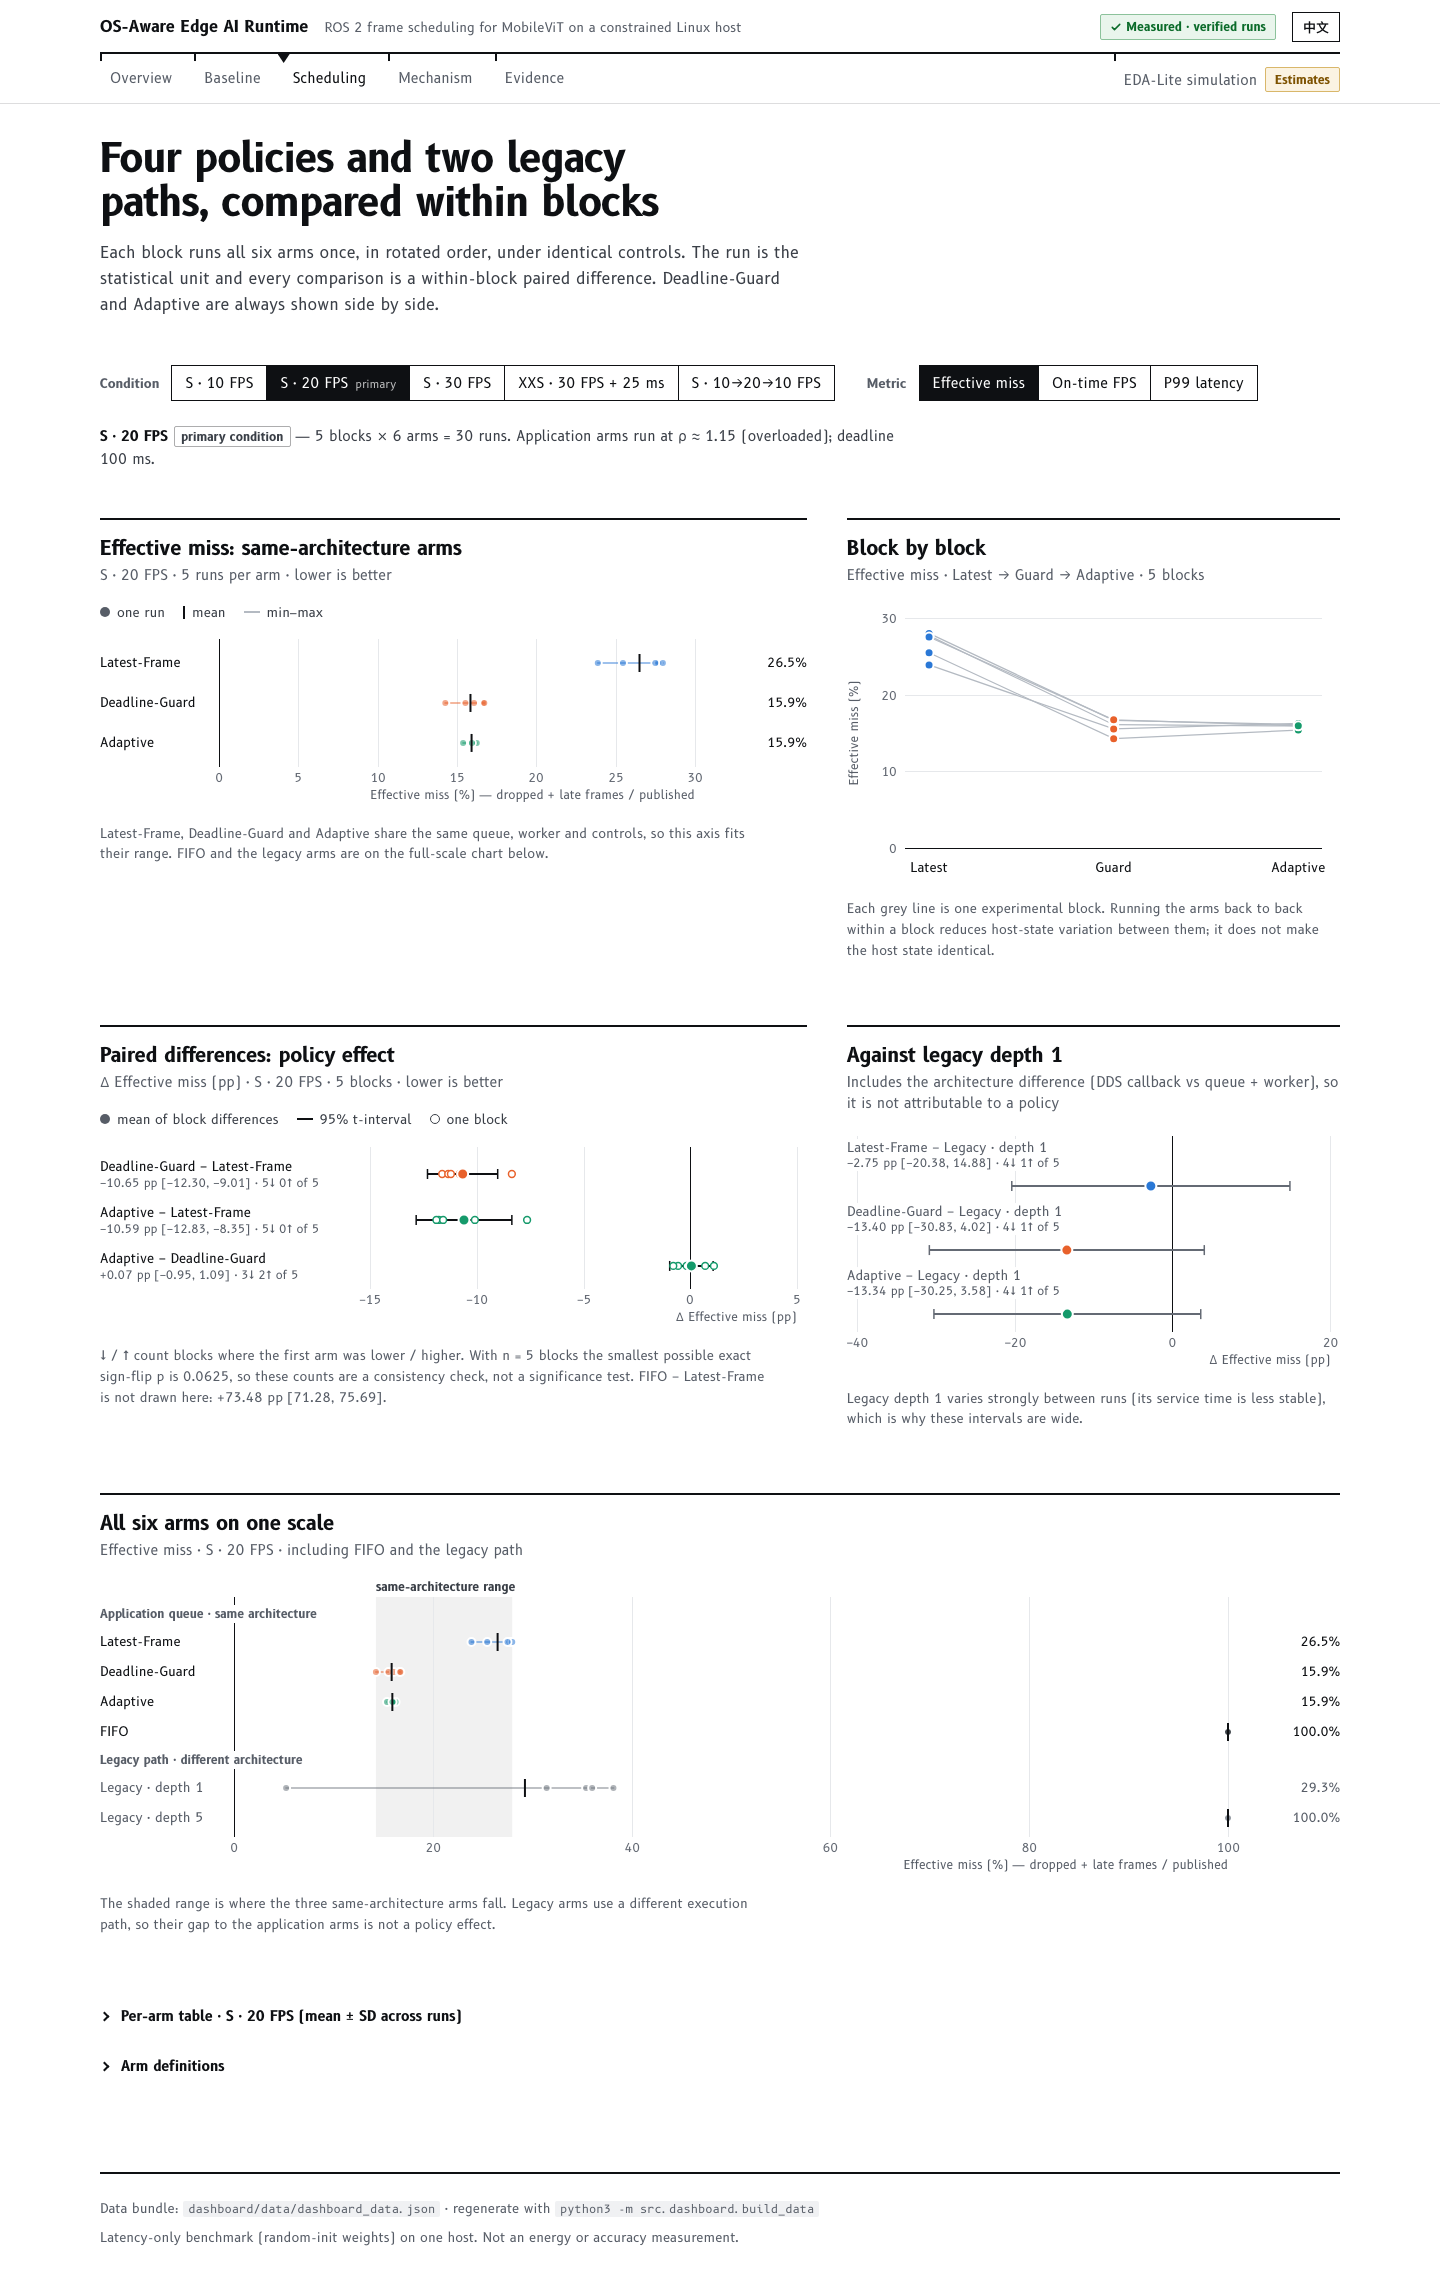 OS-Aware Edge AI Runtime ROS 2 frame scheduling for MobileViT on a constrained Linux host ✓ Measured · verified runs 中文
Overview Baseline Scheduling Mechanism Evidence EDA-Lite simulation Estimates
Four policies and two legacy
paths, compared within blocks
Each block runs all six arms once, in rotated order, under identical controls. The run is the
statistical unit and every comparison is a within-block paired difference. Deadline-Guard
and Adaptive are always shown side by side.
Condition S · 10 FPS S · 20 FPS primary S · 30 FPS XXS · 30 FPS + 25 ms S · 10→20→10 FPS Metric Effective miss On-time FPS P99 latency
S · 20 FPS primary condition — 5 blocks × 6 arms = 30 runs. Application arms run at ρ ≈ 1.15 (overloaded); deadline
100 ms.
Effective miss: same-architecture arms
S · 20 FPS · 5 runs per arm · lower is better
one run mean min–max
Latest-Frame 26.5%
Deadline-Guard 15.9%
Adaptive 15.9%
0 5 10 15 20 25 30
Effective miss (%) — dropped + late frames / published
Latest-Frame, Deadline-Guard and Adaptive share the same queue, worker and controls, so this axis fits
their range. FIFO and the legacy arms are on the full-scale chart below.
Block by block
Effective miss · Latest → Guard → Adaptive · 5 blocks
30
20
10
0
Effective miss (%)
Latest Guard Adaptive
Each grey line is one experimental block. Running the arms back to back
within a block reduces host-state variation between them; it does not make
the host state identical.
Paired differences: policy effect
Δ Effective miss (pp) · S · 20 FPS · 5 blocks · lower is better
mean of block differences 95% t-interval one block
Deadline-Guard − Latest-Frame
−10.65 pp [−12.30, −9.01] · 5↓ 0↑ of 5
Adaptive − Latest-Frame
−10.59 pp [−12.83, −8.35] · 5↓ 0↑ of 5
Adaptive − Deadline-Guard
+0.07 pp [−0.95, 1.09] · 3↓ 2↑ of 5
−15 −10 −5 0 5
Δ Effective miss (pp)
↓ / ↑ count blocks where the first arm was lower / higher. With n = 5 blocks the smallest possible exact
sign-flip p is 0.0625, so these counts are a consistency check, not a significance test. FIFO − Latest-Frame
is not drawn here: +73.48 pp [71.28, 75.69].
Against legacy depth 1
Includes the architecture difference (DDS callback vs queue + worker), so
it is not attributable to a policy
Latest-Frame − Legacy · depth 1
−2.75 pp [−20.38, 14.88] · 4↓ 1↑ of 5
Deadline-Guard − Legacy · depth 1
−13.40 pp [−30.83, 4.02] · 4↓ 1↑ of 5
Adaptive − Legacy · depth 1
−13.34 pp [−30.25, 3.58] · 4↓ 1↑ of 5
−40 −20 0 20
Δ Effective miss (pp)
Legacy depth 1 varies strongly between runs (its service time is less stable),
which is why these intervals are wide.
All six arms on one scale
Effective miss · S · 20 FPS · including FIFO and the legacy path
same-architecture range
Application queue · same architecture
Latest-Frame 26.5%
Deadline-Guard 15.9%
Adaptive 15.9%
FIFO 100.0%
Legacy path · different architecture
Legacy · depth 1 29.3%
Legacy · depth 5 100.0%
0 20 40 60 80 100
Effective miss (%) — dropped + late frames / published
The shaded range is where the three same-architecture arms fall. Legacy arms use a different execution
path, so their gap to the application arms is not a policy effect.
Per-arm table · S · 20 FPS (mean ± SD across runs)
Arm definitions
Data bundle: dashboard/data/dashboard_data.json · regenerate with python3 -m src.dashboard.build_data
Latency-only benchmark (random-init weights) on one host. Not an energy or accuracy measurement.